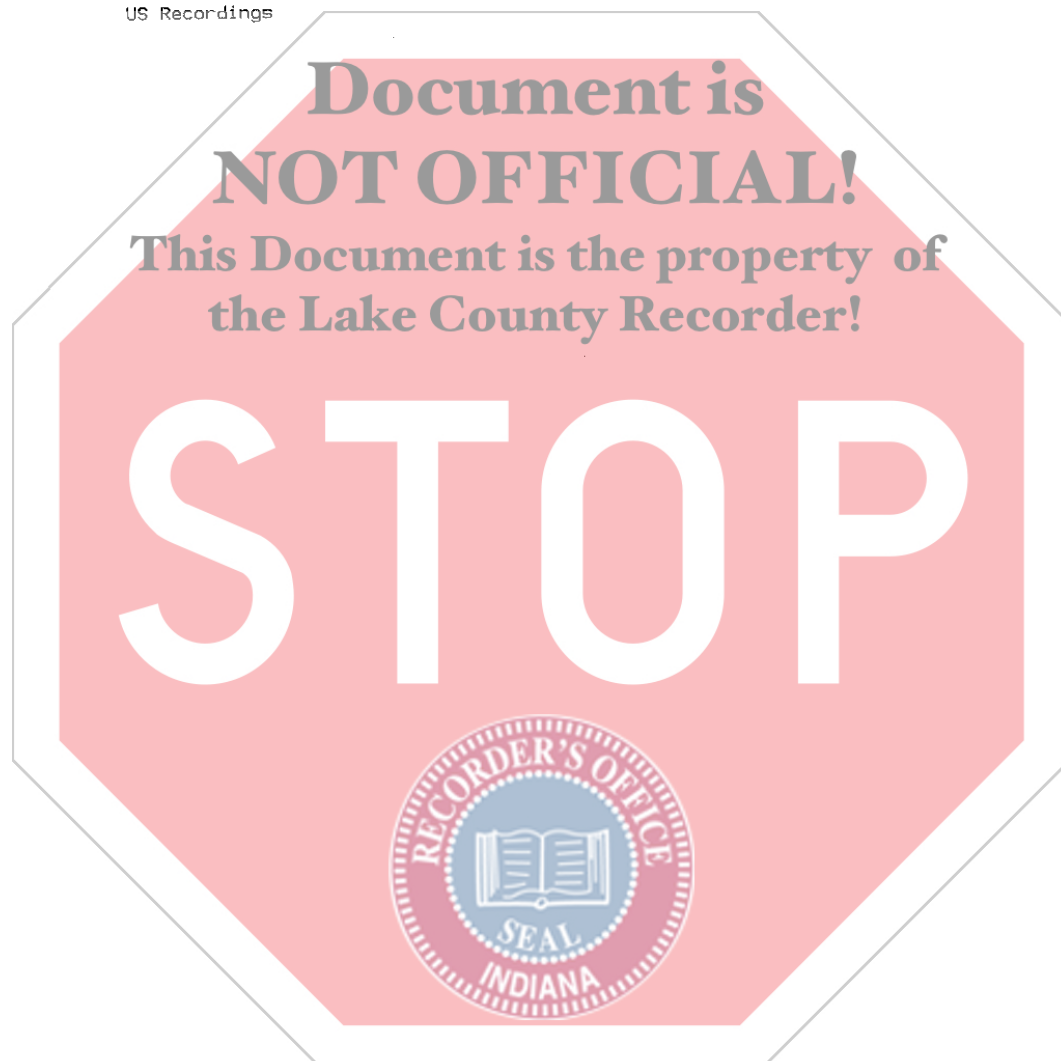 US Recordings
Document is
NOT OFFICIAL!
This Document is the property of
the Lake County Recorder!
STOP
RECORDER'S OFFICE
SEAL
INDIANA